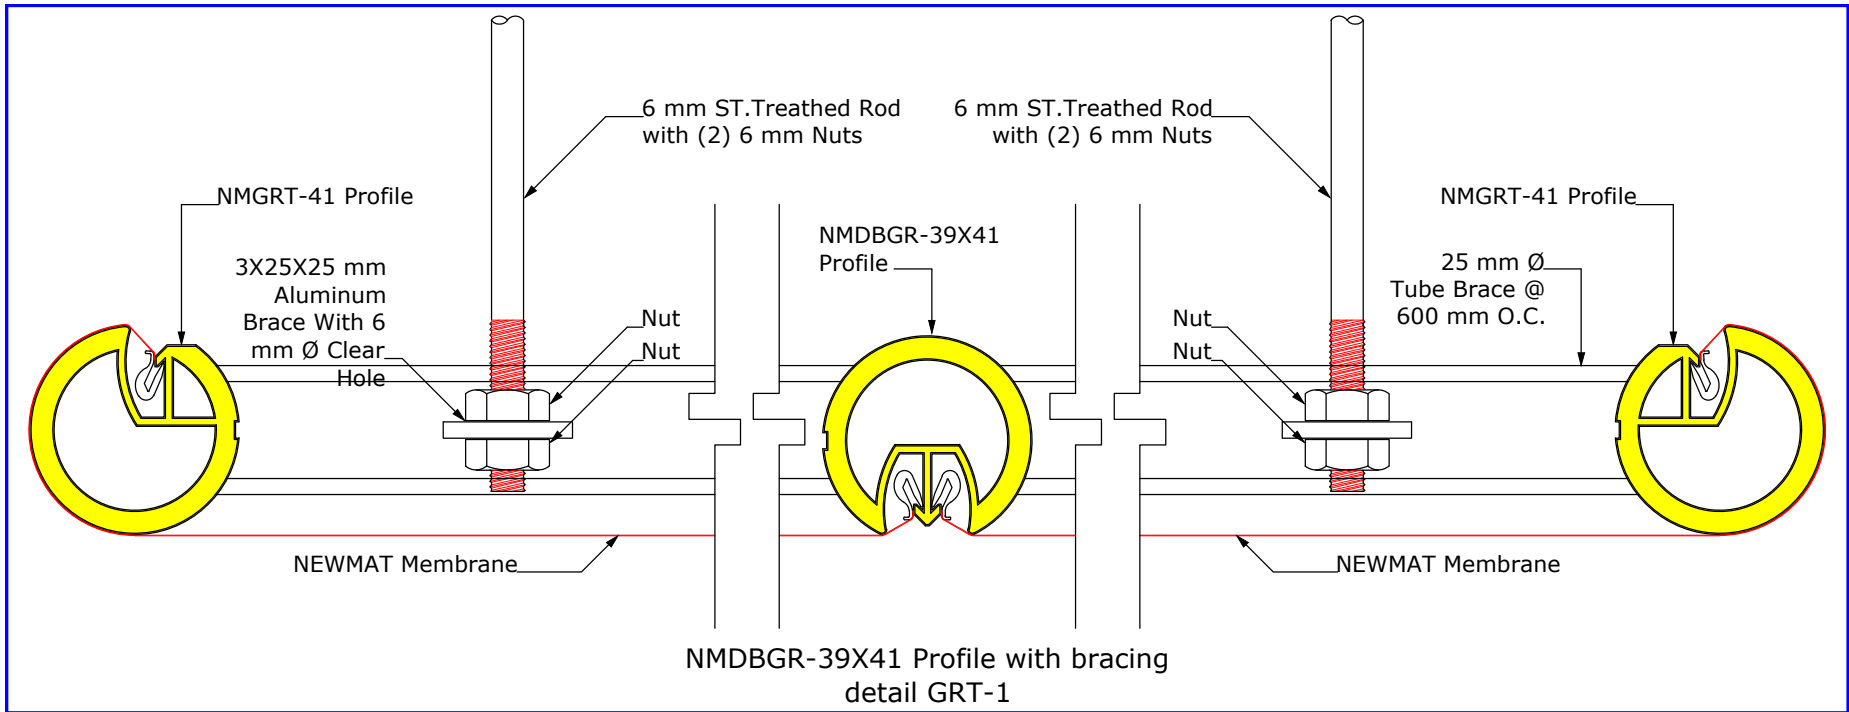 6 mm ST.Treathed Rod
with (2) 6 mm Nuts
6 mm ST.Treathed Rod
with (2) 6 mm Nuts
NMGRT-41 Profile
NMGRT-41 Profile
NMDBGR-39X41
Profile
3X25X25 mm
Aluminum
Brace With 6
mm Ø Clear
Hole
25 mm Ø
Tube Brace @
600 mm O.C.
Nut
Nut
Nut
Nut
NEWMAT Membrane
NEWMAT Membrane
NMDBGR-39X41 Profile with bracing
detail GRT-1